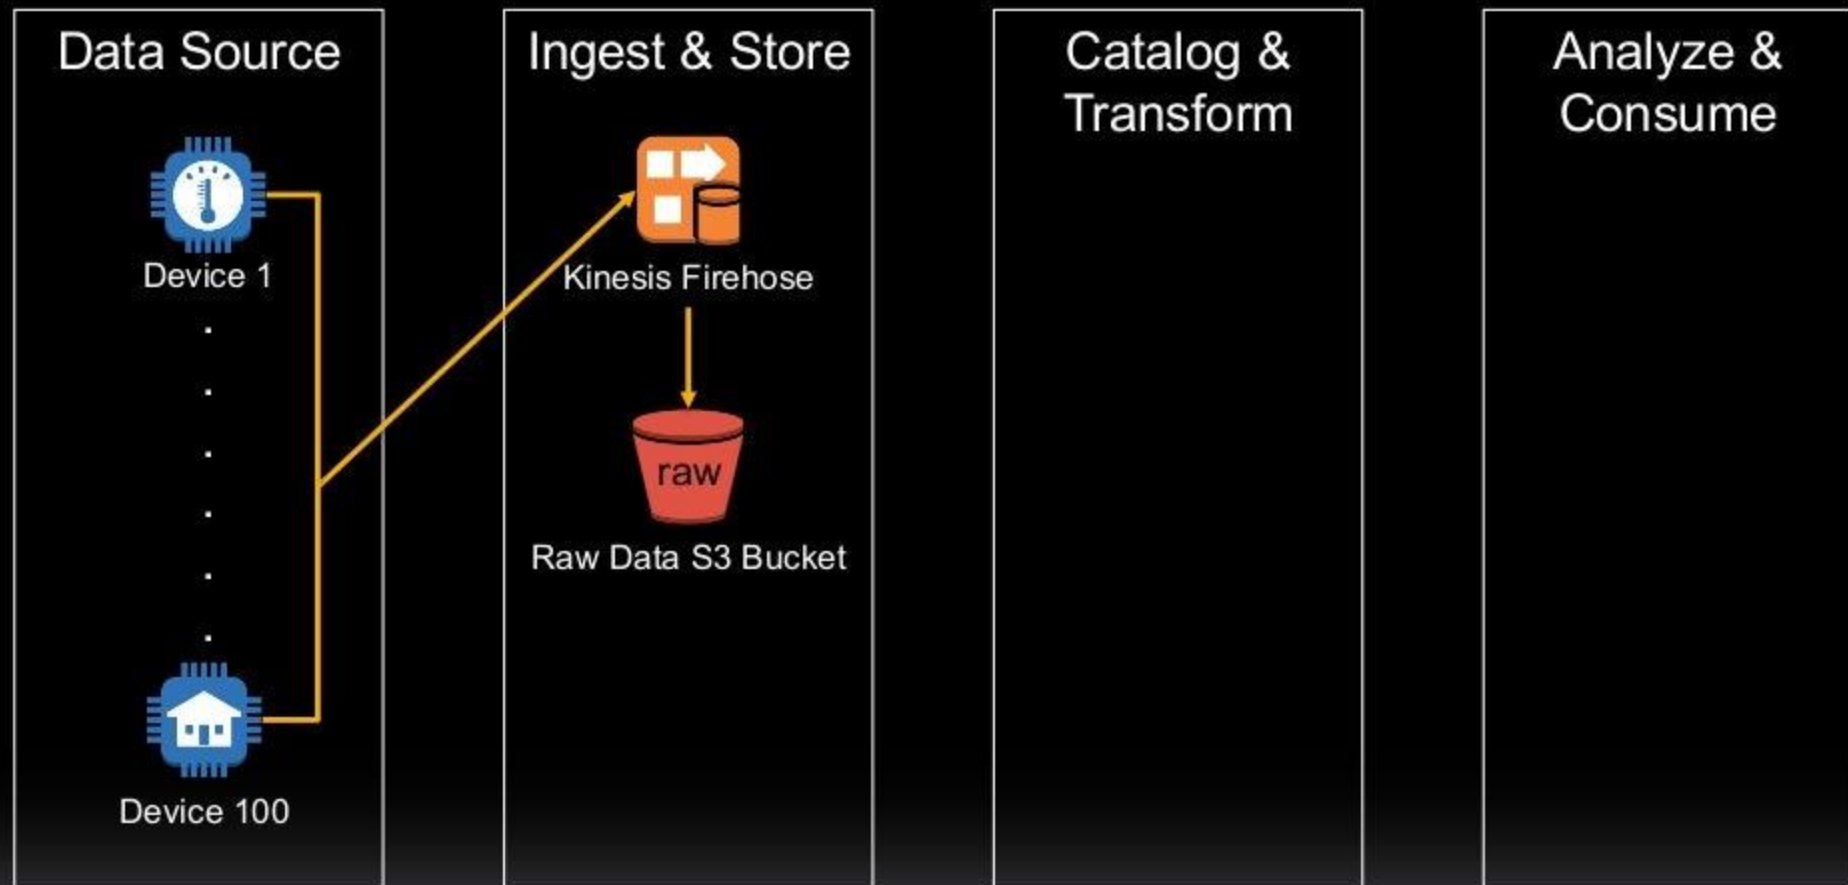 Data Source
Device 1
Device 100
Ingest & Store
Kinesis Firehose
raw
Raw Data S3 Bucket
Catalog &
Transform
Analyze &
Consume